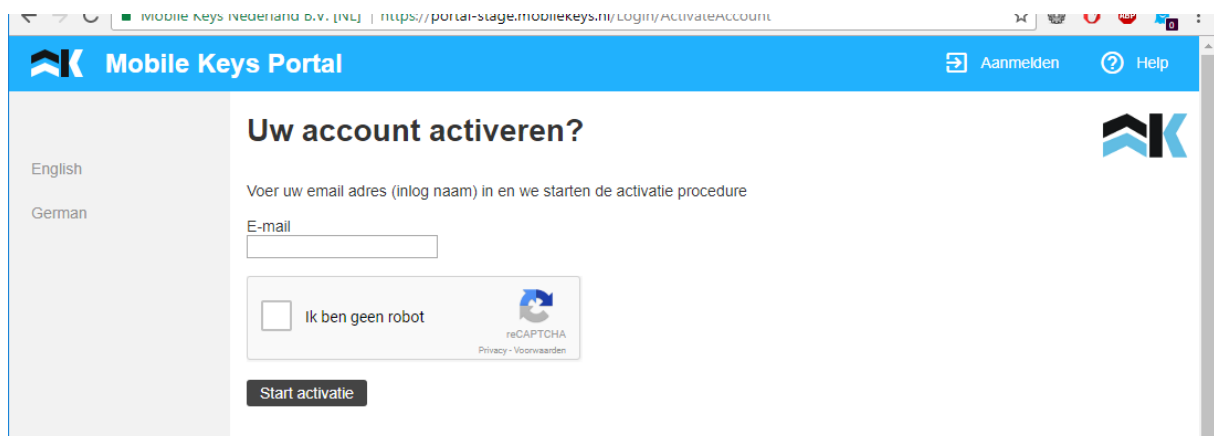 Mobile Keys Nederland B.V. [NL] | https://portal-stage.mobilekeys.nl/Login/ActivateAccount
0
Mobile Keys Portal
Aanmelden
Help
Uw account activeren?
English
German
Voer uw email adres (inlog naam) in en we starten de activatie procedure
E-mail
Ik ben geen robot
reCAPTCHA
Privacy - Voorwaarden
Start activatie